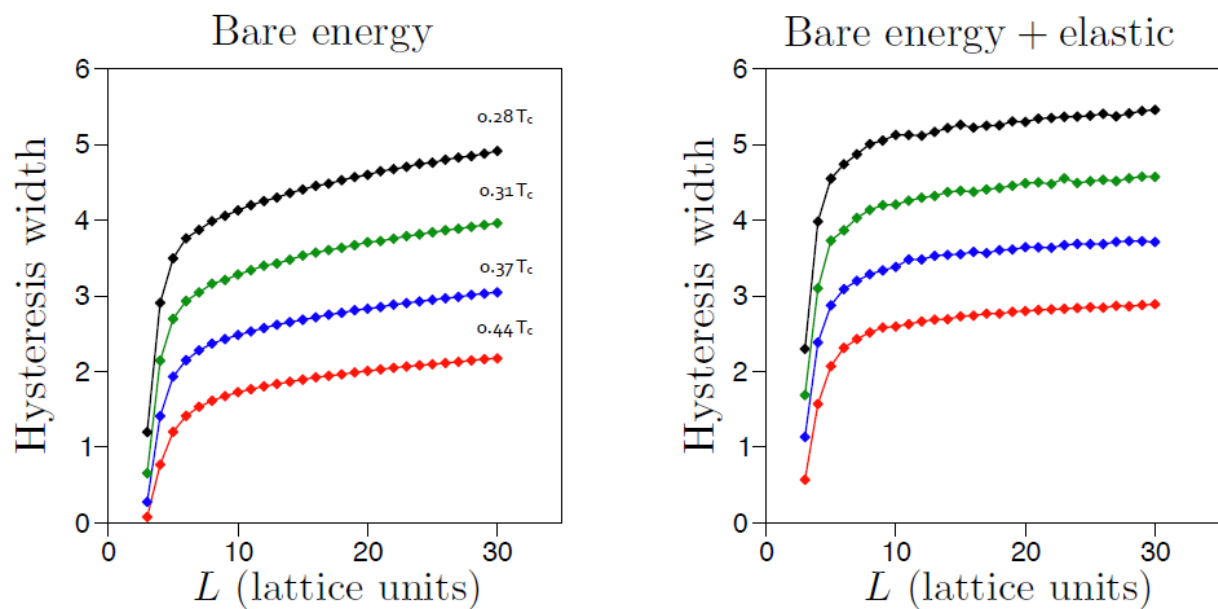 Bare energy
Hysteresis width
6
5
4
3
2
1
0
0.28 Tc
0.31 Tc
0.37 Tc
0.44 Tc
0 10 20 30
L (lattice units)
Bare energy + elastic
Hysteresis width
6
5
4
3
2
1
0
0 10 20 30
L (lattice units)